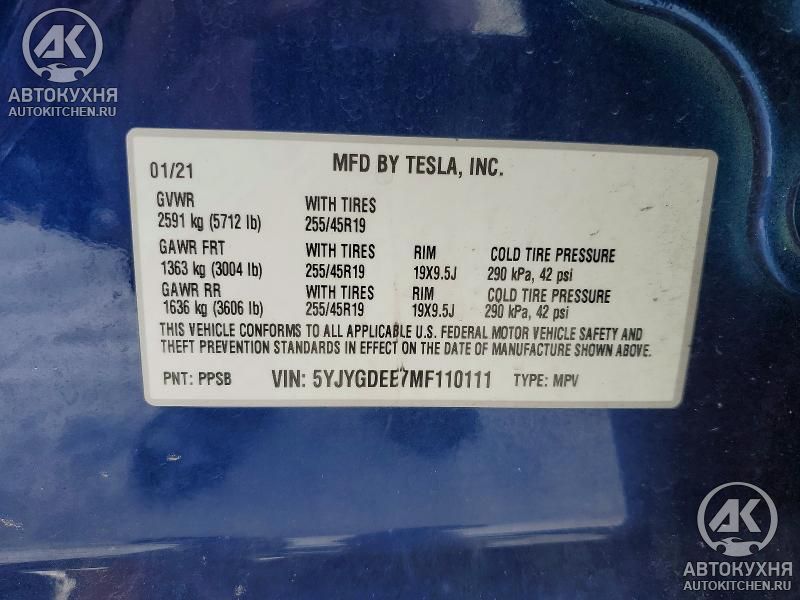 AK
АВТОКУХНЯ
AUTOKITCHEN.RU
01/21 MFD BY TESLA, INC.
GVWR WITH TIRES
2591 kg (5712 lb) 255/45R19
GAWR FRT WITH TIRES RIM COLD TIRE PRESSURE
1363 kg (3004 lb) 255/45R19 19X9.5J 290 kPa, 42 psi
GAWR RR WITH TIRES RIM COLD TIRE PRESSURE
1636 kg (3606 lb) 255/45R19 19X9.5J 290 kPa, 42 psi
THIS VEHICLE CONFORMS TO ALL APPLICABLE U.S. FEDERAL MOTOR VEHICLE SAFETY AND
THEFT PREVENTION STANDARDS IN EFFECT ON THE DATE OF MANUFACTURE SHOWN ABOVE.
PNT: PPSB VIN: 5YJYGDEE7MF110111 TYPE: MPV
AK
АВТОКУХНЯ
AUTOKITCHEN.RU